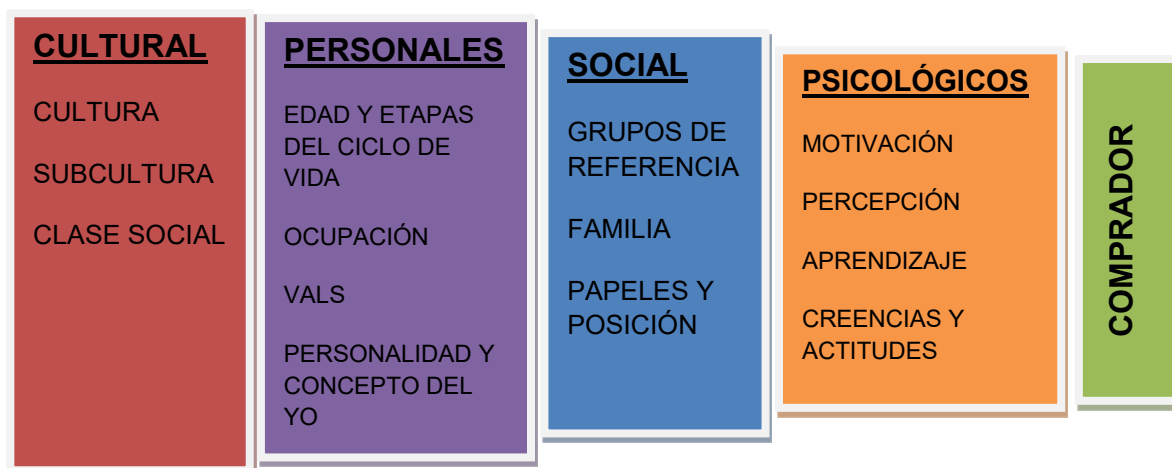 CULTURAL
CULTURA
SUBCULTURA
CLASE SOCIAL
PERSONALES
EDAD Y ETAPAS
DEL CICLO DE
VIDA
OCUPACIÓN
VALS
PERSONALIDAD Y
CONCEPTO DEL
YO
SOCIAL
GRUPOS DE
REFERENCIA
FAMILIA
PAPELES Y
POSICIÓN
PSICOLÓGICOS
MOTIVACIÓN
PERCEPCIÓN
APRENDIZAJE
CREENCIAS Y
ACTITUDES
COMPRADOR